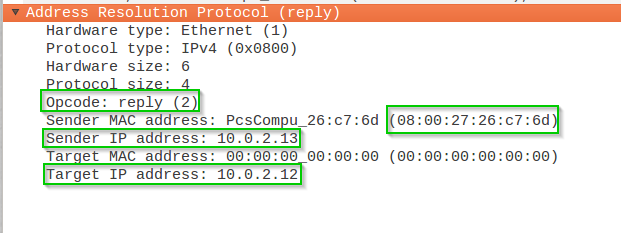 Address Resolution Protocol (reply)
Hardware type: Ethernet (1)
Protocol type: IPv4 (0x0800)
Hardware size: 6
Protocol size: 4
Opcode: reply (2)
Sender MAC address: PcsCompu_26:c7:6d (08:00:27:26:c7:6d)
Sender IP address: 10.0.2.13
Target MAC address: 00:00:00_00:00:00 (00:00:00:00:00:00)
Target IP address: 10.0.2.12